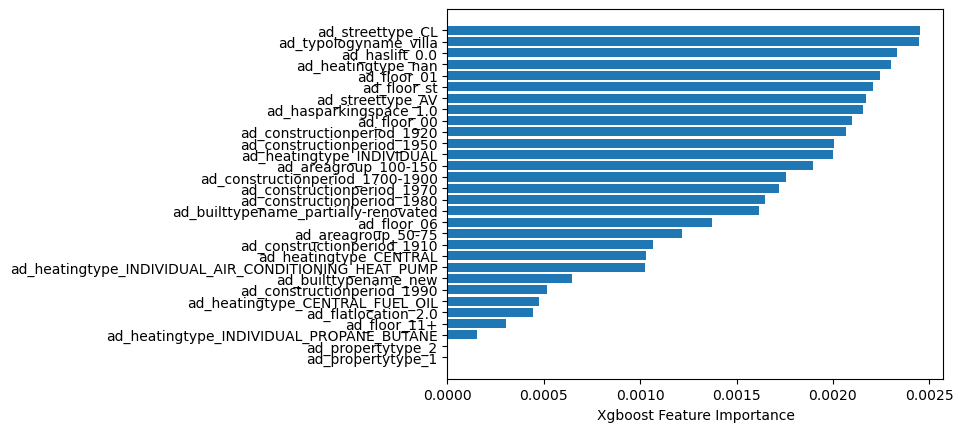 ad_streettype_CL
ad_typologyname_villa
ad_haslift_0.0
ad_heatingtype_nan
ad_floor_01
ad_floor_st
ad_streettype_AV
ad_hasparkingspace_1.0
ad_floor_00
ad_constructionperiod_1920
ad_constructionperiod_1950
ad_heatingtype_INDIVIDUAL
ad_areagroup_100-150
ad_constructionperiod_1700-1900
ad_constructionperiod_1970
ad_constructionperiod_1980
ad_builttypename_partially-renovated
ad_floor_06
ad_areagroup_50-75
ad_constructionperiod_1910
ad_heatingtype_CENTRAL
ad_heatingtype_INDIVIDUAL_AIR_CONDITIONING_HEAT_PUMP
ad_builttypename_new
ad_constructionperiod_1990
ad_heatingtype_CENTRAL_FUEL_OIL
ad_flatlocation_2.0
ad_floor_11+
ad_heatingtype_INDIVIDUAL_PROPANE_BUTANE
ad_propertytype_2
ad_propertytype_1
0.0000 0.0005 0.0010 0.0015 0.0020 0.0025
Xgboost Feature Importance